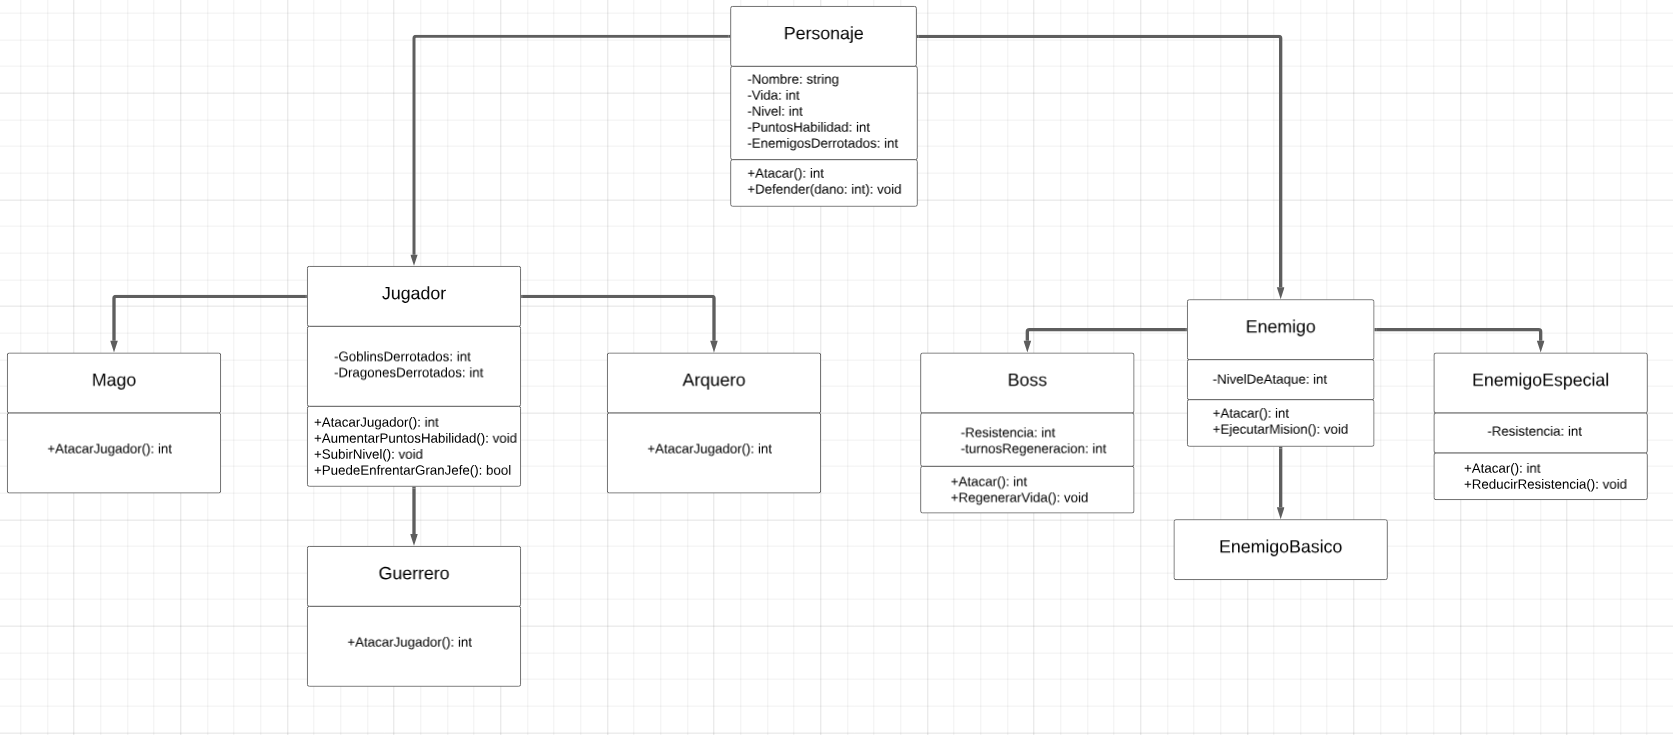 Personaje
-Nombre: string
-Vida: int
-Nivel: int
-PuntosHabilidad: int
-EnemigosDerrotados: int
+Atacar(): int
+Defender(dano: int): void
Jugador
-GoblinsDerrotados: int
-DragonesDerrotados: int
+AtacarJugador(): int
+AumentarPuntosHabilidad(): void
+SubirNivel(): void
+PuedeEnfrentarGranJefe(): bool
Mago
+AtacarJugador(): int
Arquero
+AtacarJugador(): int
Guerrero
+AtacarJugador(): int
Enemigo
-NivelDeAtaque: int
+Atacar(): int
+EjecutarMision(): void
Boss
-Resistencia: int
-turnosRegeneracion: int
+Atacar(): int
+RegenerarVida(): void
EnemigoEspecial
-Resistencia: int
+Atacar(): int
+ReducirResistencia(): void
EnemigoBasico